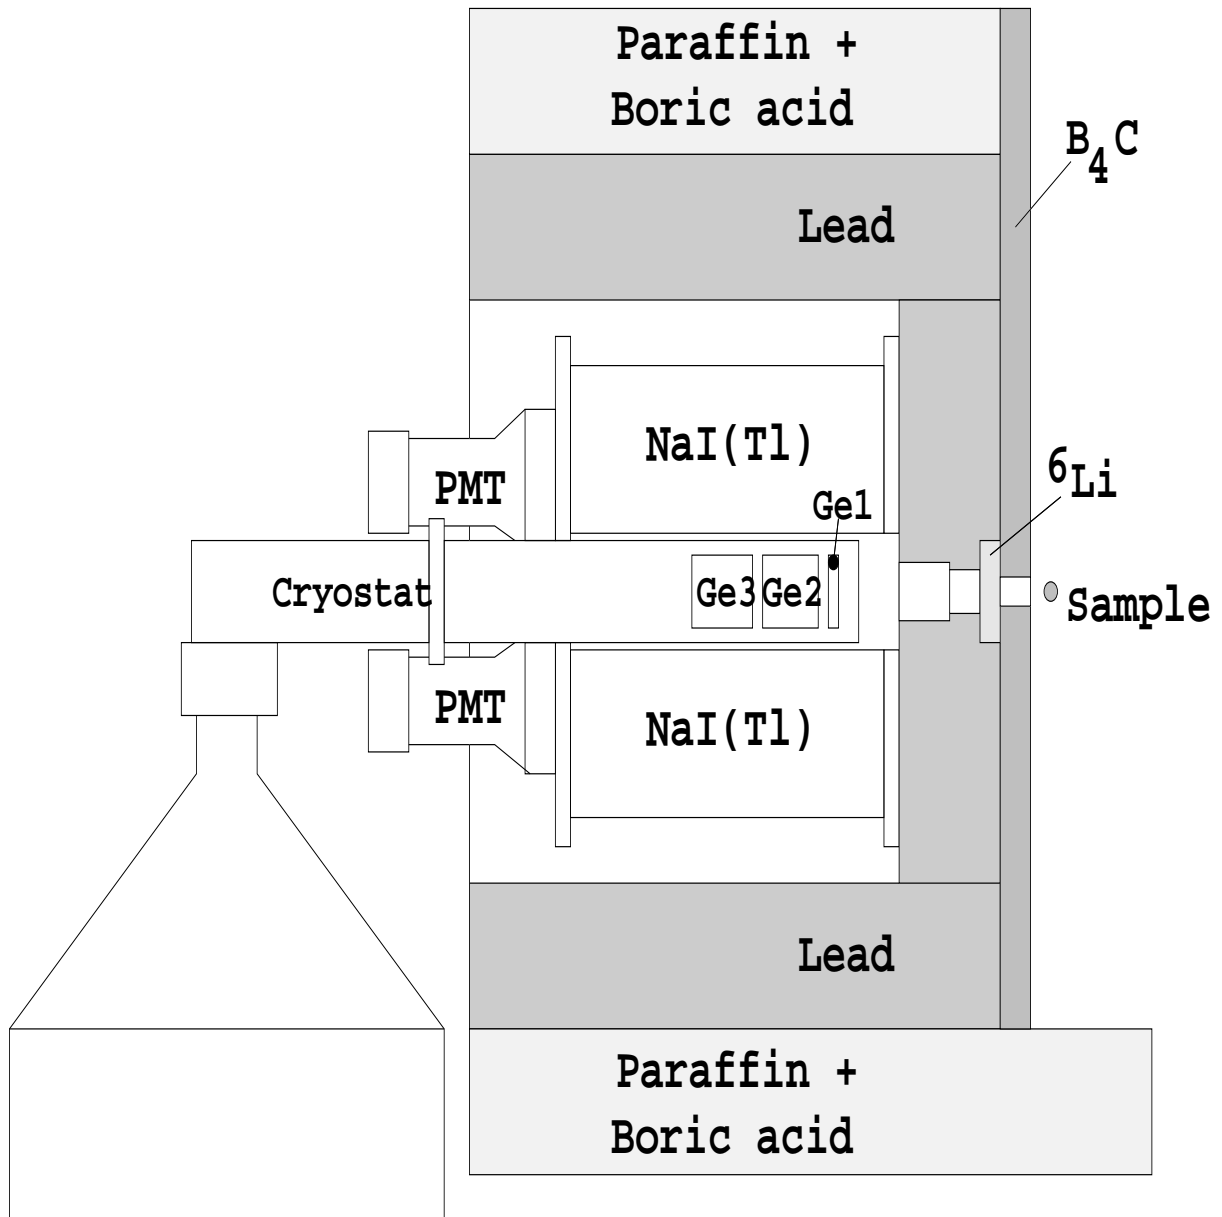 Paraffin +
Boric acid
B4C
Lead
NaI(Tl)
6Li
PMT
Ge1
Cryostat
Ge3
Ge2
Sample
PMT
NaI(Tl)
Lead
Paraffin +
Boric acid